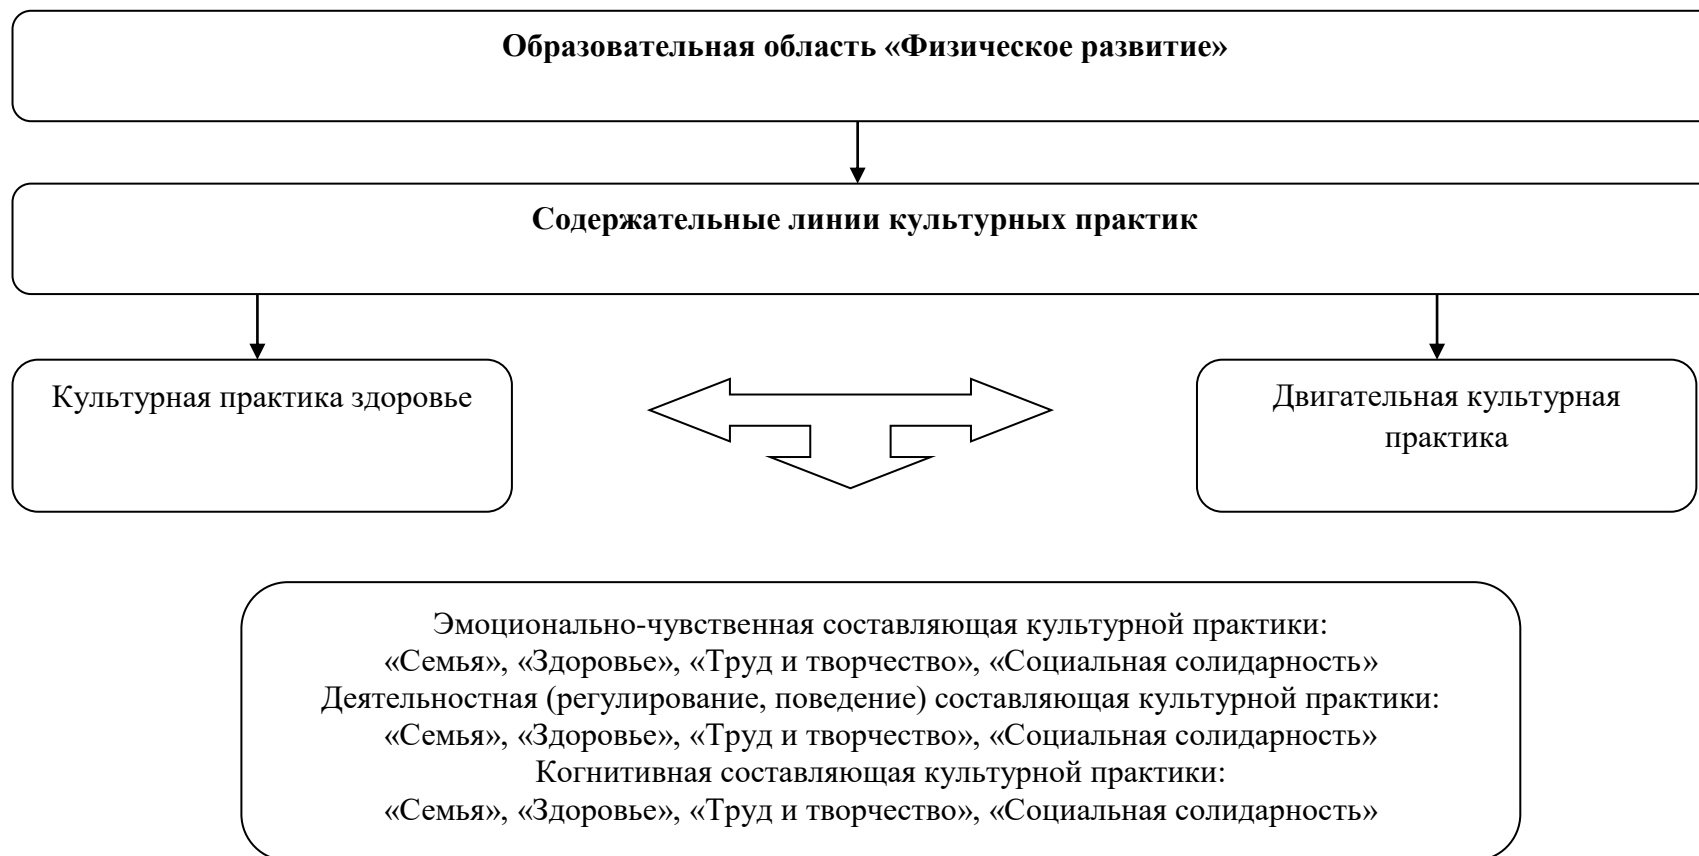 Образовательная область «Физическое развитие»
Содержательные линии культурных практик
Культурная практика здоровье
Двигательная культурная
практика
Эмоционально-чувственная составляющая культурной практики:
«Семья», «Здоровье», «Труд и творчество», «Социальная солидарность»
Деятельностная (регулирование, поведение) составляющая культурной практики:
«Семья», «Здоровье», «Труд и творчество», «Социальная солидарность»
Когнитивная составляющая культурной практики:
«Семья», «Здоровье», «Труд и творчество», «Социальная солидарность»